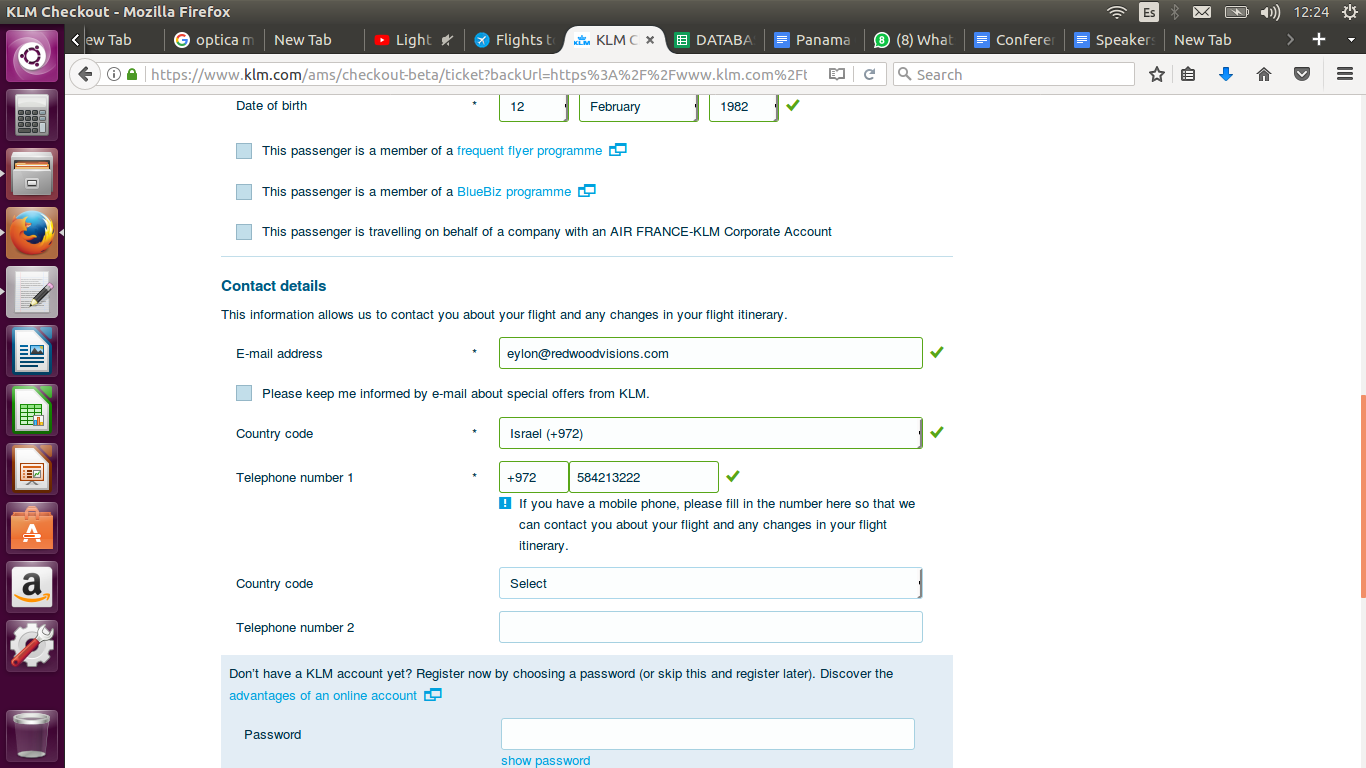 KLM Checkout - Mozilla Firefox
Es
12:24
ew Tab
optica m
New Tab
Light
Flights t
KLM C
DATABA
Panama
(8) What
Confere
Speakers
New Tab
https://www.klm.com/ams/checkout-beta/ticket?backUrl=https%3A%2F%2Fwww.klm.com%2Ft
Search
Date of birth * 12 February 1982
This passenger is a member of a frequent flyer programme
This passenger is a member of a BlueBiz programme
This passenger is travelling on behalf of a company with an AIR FRANCE-KLM Corporate Account
Contact details
This information allows us to contact you about your flight and any changes in your flight itinerary.
E-mail address * eylon@redwoodvisions.com
Please keep me informed by e-mail about special offers from KLM.
Country code * Israel (+972)
Telephone number 1 * +972 584213222
If you have a mobile phone, please fill in the number here so that we
can contact you about your flight and any changes in your flight
itinerary.
Country code Select
Telephone number 2
Don't have a KLM account yet? Register now by choosing a password (or skip this and register later). Discover the
advantages of an online account
Password
show password